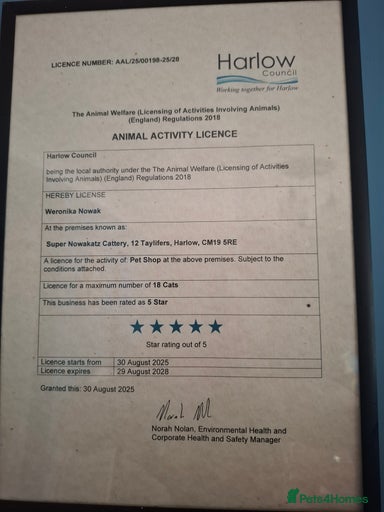 LICENCE NUMBER: AAL/25/00198-25/28
Harlow
Council
Working together for Harlow
The Animal Welfare (Licensing of Activities Involving Animals)
(England) Regulations 2018
ANIMAL ACTIVITY LICENCE
Harlow Council
being the local authority under the The Animal Welfare (Licensing of Activities
Involving Animals) (England) Regulations 2018
HEREBY LICENSE
Weronika Nowak
At the premises known as:
Super Nowakatz Cattery, 12 Taylifers, Harlow, CM19 5RE
A licence for the activity of: Pet Shop at the above premises. Subject to the
conditions attached.
Licence for a maximum number of 18 Cats
This business has been rated as 5 Star
Star rating out of 5
Licence starts from 30 August 2025
Licence expires 29 August 2028
Granted this: 30 August 2025
Norah Nolan, Environmental Health and
Corporate Health and Safety Manager
Pets4Homes